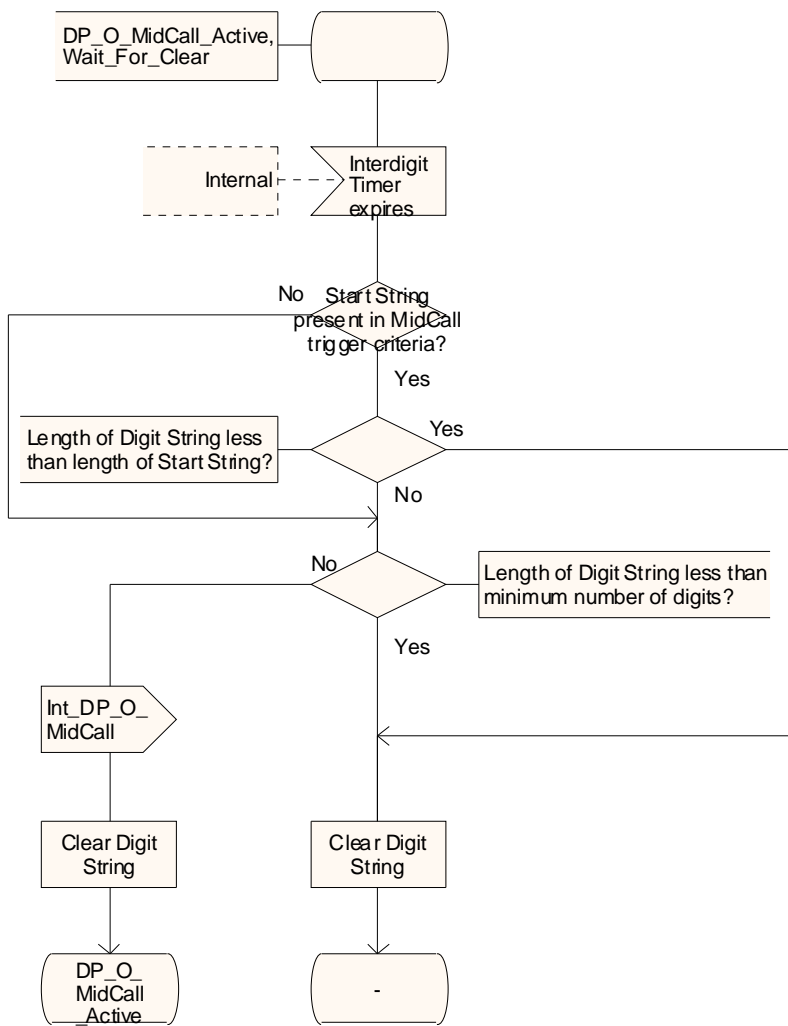 DP_O_MidCall_Active,
Wait_For_Clear
Internal
Interdigit
Timer
expires
No
Start String
present in MidCall
trigger criteria?
Yes
Length of Digit String less
than length of Start String?
Yes
No
No
Length of Digit String less than
minimum number of digits?
Yes
Int_DP_O_
MidCall
Clear Digit
String
Clear Digit
String
DP_O_
MidCall
_Active
-